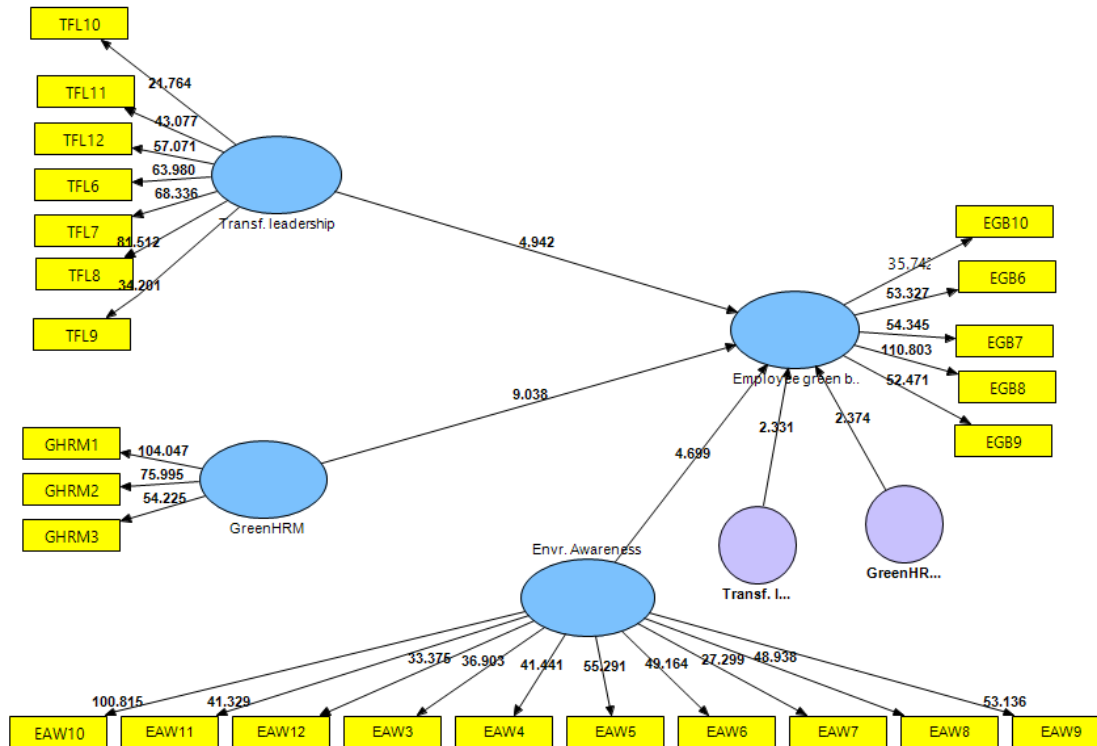 TFL10
21.764
TFL11
43.077
TFL12
57.071
TFL6
63.980
68.336
TFL7
Transf. leadership
81.512
TFL8
34.201
TFL9
4.942
EGB10
35.742
EGB6
53.327
54.345
EGB7
110.803
Employee green b..
52.471
EGB8
EGB9
9.038
2.331
2.374
4.699
GHRM1
104.047
75.995
GHRM2
54.225
GHRM3
GreenHRM
Envr. Awareness
GreenHR...
Transf. l...
33.375
36.903
41.441
55.291
49.164
27.299
48.938
100.815
41.329
53.136
EAW10
EAW11
EAW12
EAW3
EAW4
EAW5
EAW6
EAW7
EAW8
EAW9